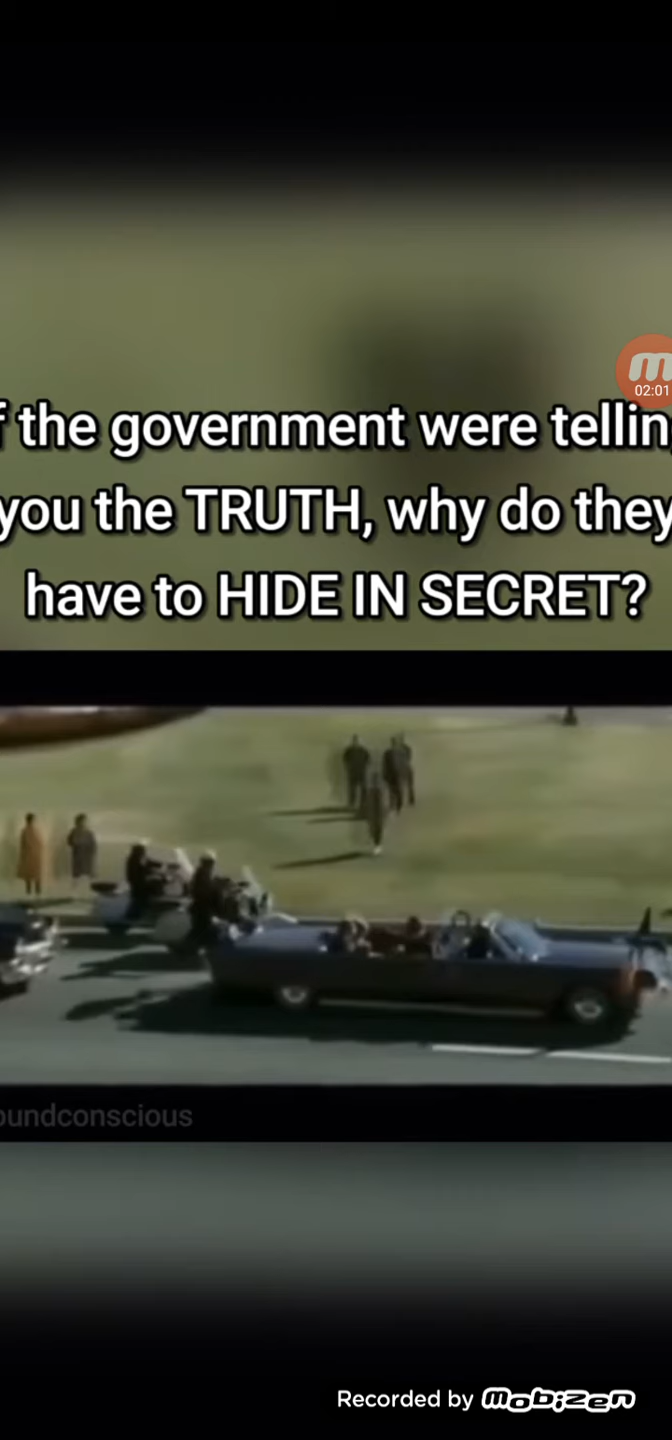 02:01
f the government were tellin
you the TRUTH, why do they
have to HIDE IN SECRET?
oundconscious
Recorded by Mobizen